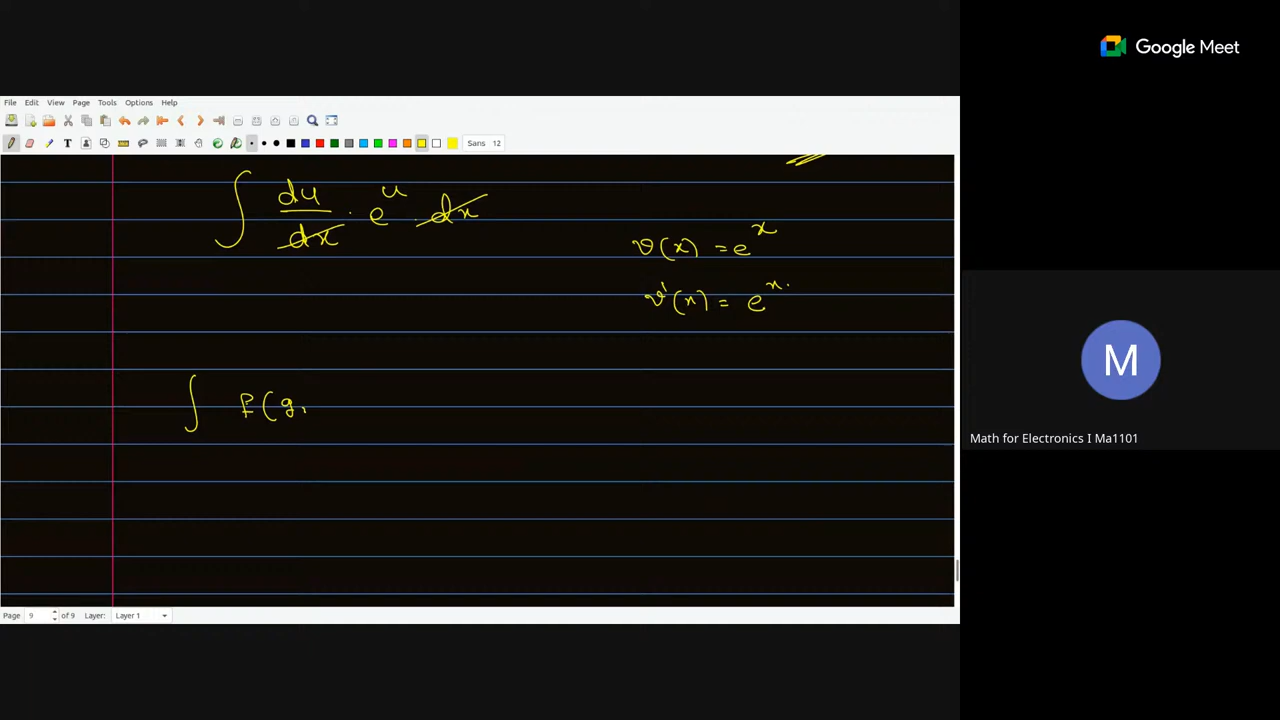 Google Meet
File Edit View Page Tools Options Help
Sans 12
∫ du/dx · e^u · dx
v(x) = e^x
v'(x) = e^x.
∫ f(g,
M
Math for Electronics I Ma1101
Page 9 of 9 Layer: Layer 1